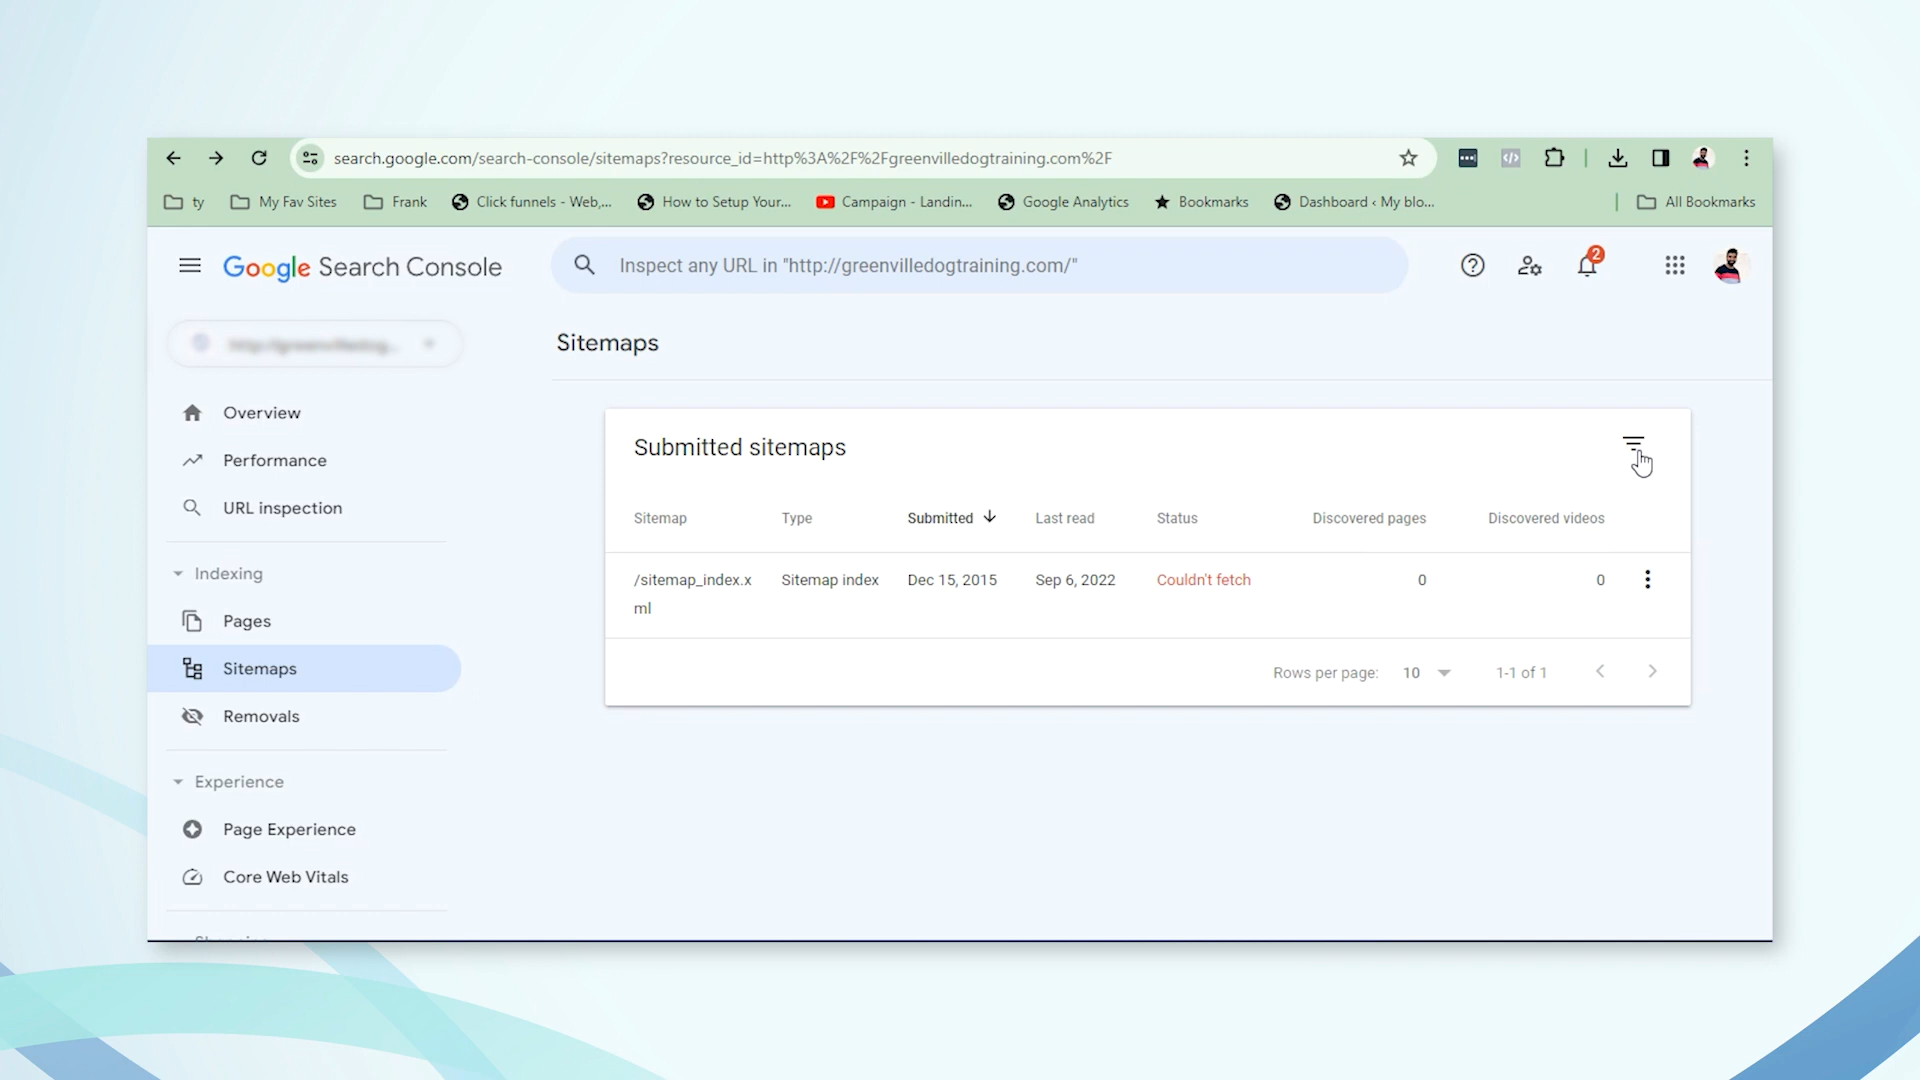 search.google.com/search-console/sitemaps?resource_id=http%3A%2F%2Fgreenvilledogtraining.com%2F
ty
My Fav Sites
Frank
Click funnels - Web,...
How to Setup Your...
Campaign - Landin...
Google Analytics
Bookmarks
Dashboard ‹ My blo...
All Bookmarks
Google Search Console
Inspect any URL in "http://greenvilledogtraining.com/"
2
Sitemaps
Overview
Performance
URL inspection
Indexing
Pages
Sitemaps
Removals
Experience
Page Experience
Core Web Vitals
Submitted sitemaps
Sitemap Type Submitted Last read Status Discovered pages Discovered videos
/sitemap_index.x Sitemap index Dec 15, 2015 Sep 6, 2022 Couldn't fetch 0 0
ml
Rows per page: 10 1-1 of 1